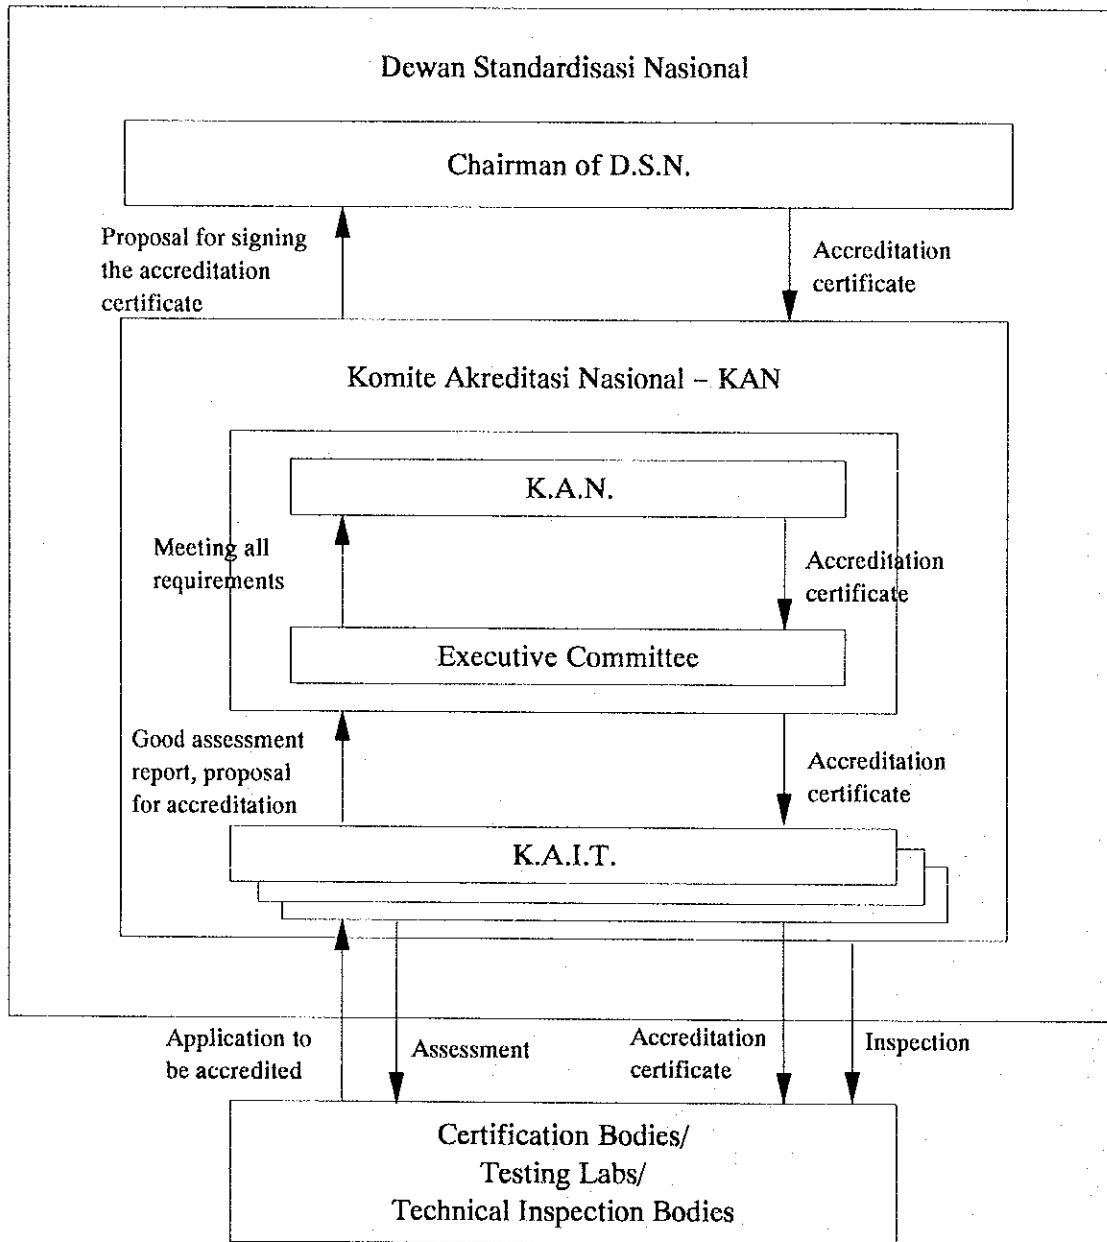 Dewan Standardisasi Nasional
Chairman of D.S.N.
Proposal for signing
the accreditation
certificate
Accreditation
certificate
Komite Akreditasi Nasional – KAN
K.A.N.
Meeting all
requirements
Accreditation
certificate
Executive Committee
Good assessment
report, proposal
for accreditation
Accreditation
certificate
K.A.I.T.
Application to
be accredited
Assessment
Accreditation
certificate
Inspection
Certification Bodies/
Testing Labs/
Technical Inspection Bodies